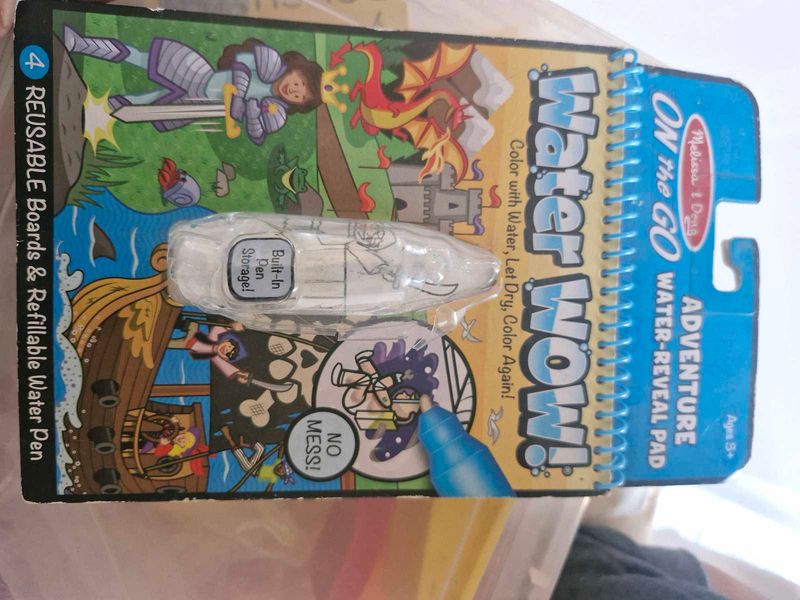 Melissa & Doug
ON the GO
ADVENTURE
WATER-REVEAL PAD
Ages 3+
Water WOW!
Color with Water, Let Dry, Color Again!
Built-In
Pen
Storage!
NO
MESS!
4 REUSABLE Boards & Refillable Water Pen